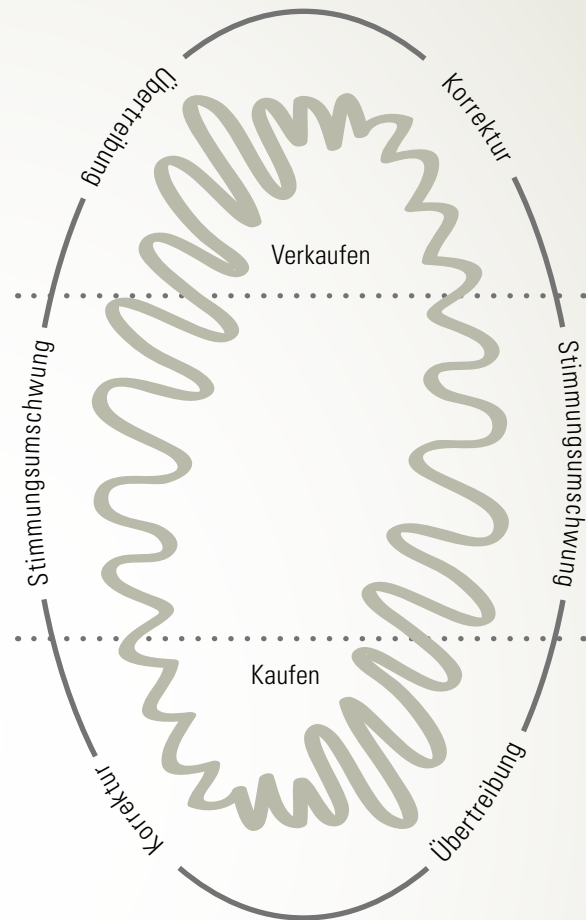 Übertreibung
Korrektur
Verkaufen
Stimmungsumschwung
Stimmungsumschwung
Kaufen
Korrektur
Übertreibung